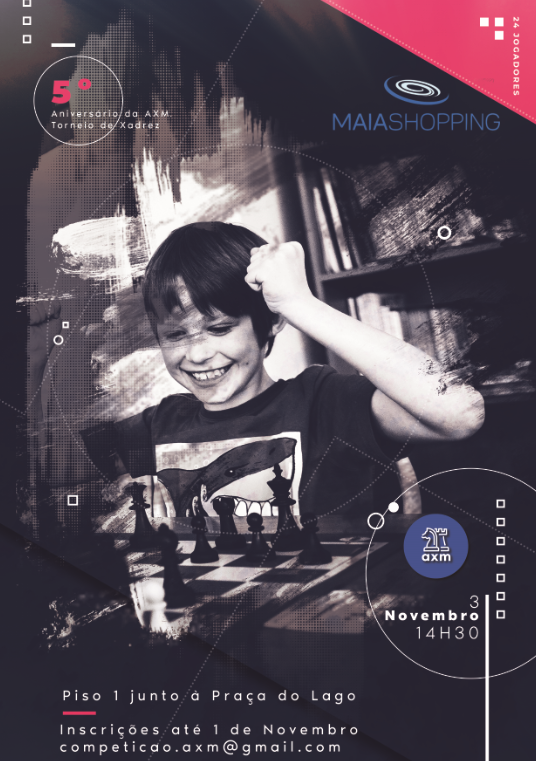 24 JOGADORES
5º
Aniversário da AXM.
Torneio de Xadrez
MAIASHOPPING
axm
3
Novembro
14H30
Piso 1 junto á Praça do Lago
Inscrições até 1 de Novembro
competicao.axm@gmail.com